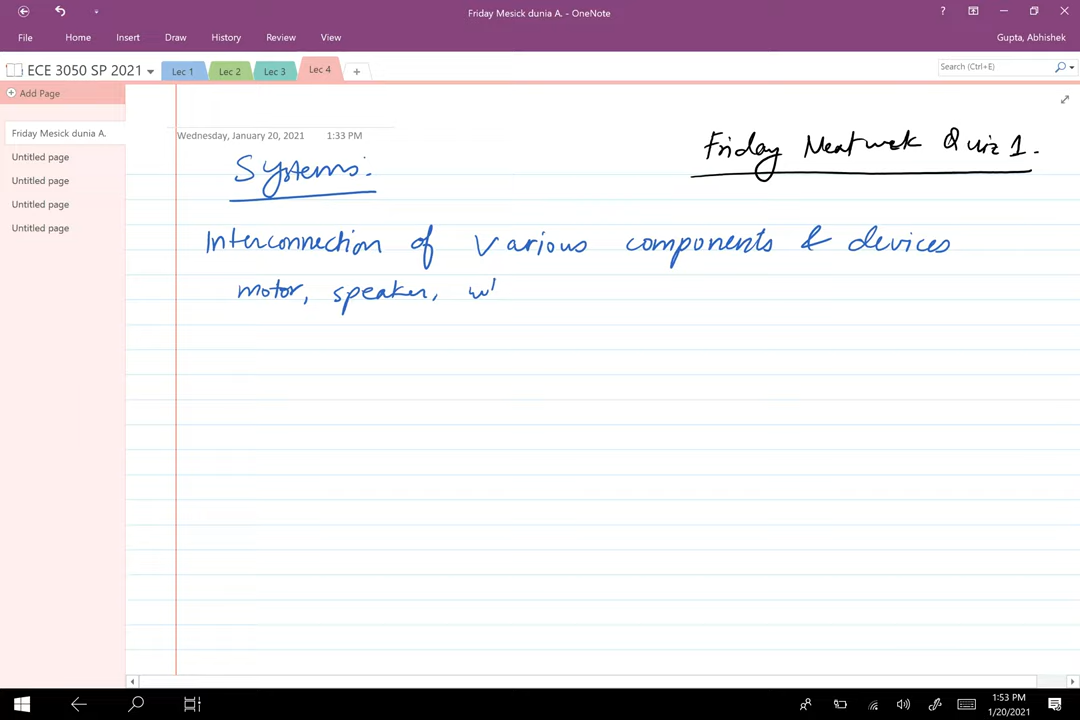 Friday Mesick dunia A. - OneNote
File Home Insert Draw History Review View
Gupta, Abhishek
ECE 3050 SP 2021
Lec 1 Lec 2 Lec 3 Lec 4
Search (Ctrl+E)
Add Page
Friday Mesick dunia A.
Untitled page
Untitled page
Untitled page
Untitled page
Wednesday, January 20, 2021 1:33 PM
Friday Quiz 1.
Systems:
Interconnection of various components & devices
motor, speaker,
1:53 PM
1/20/2021